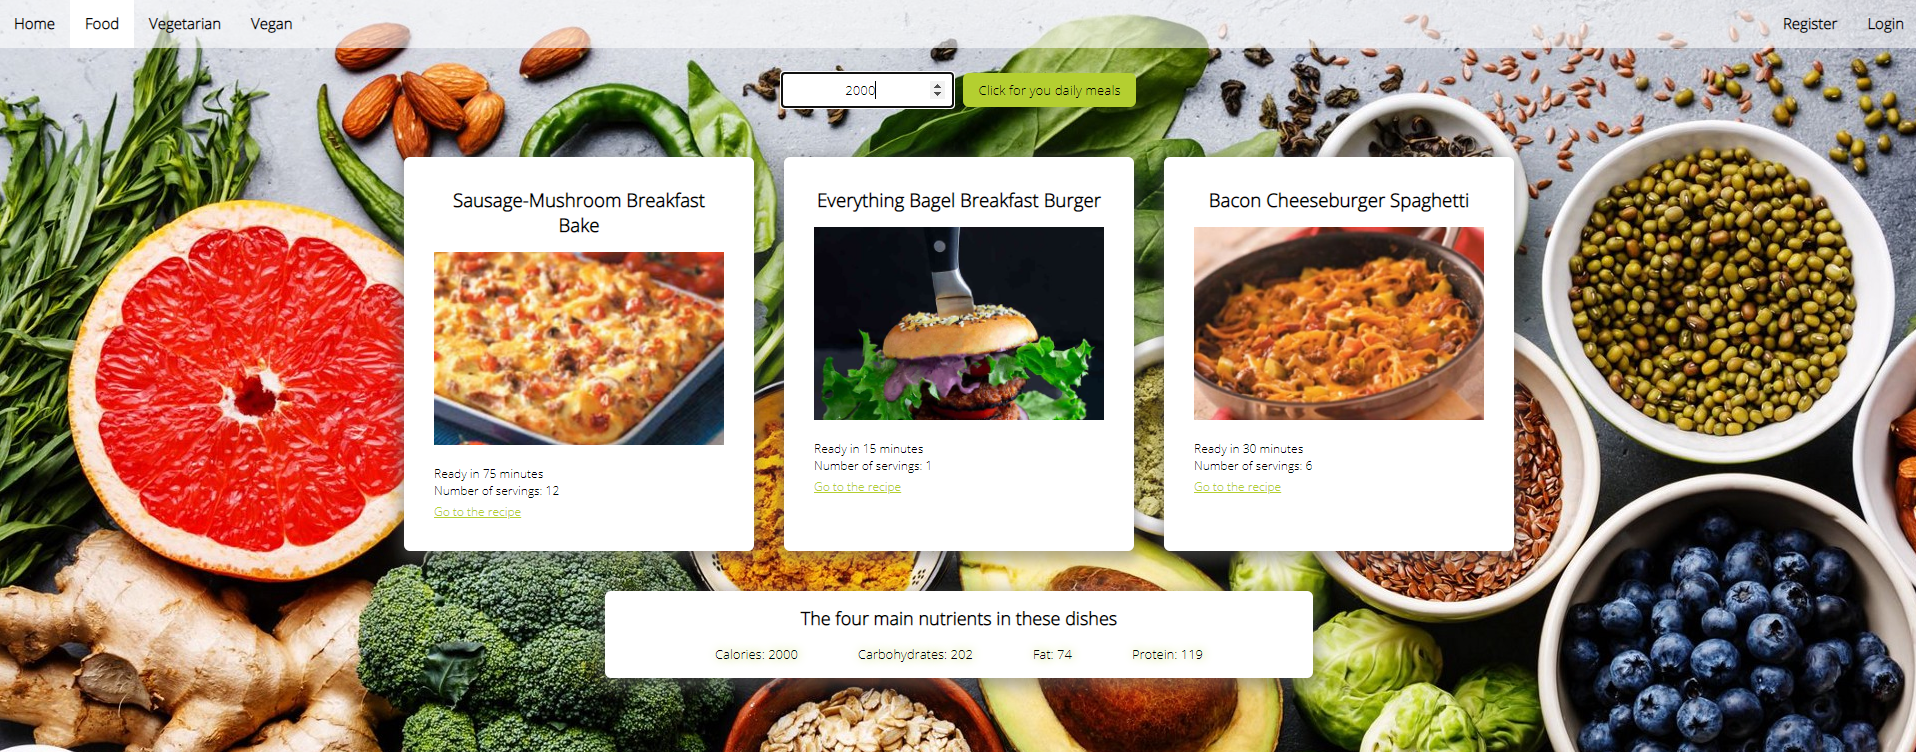 Home Food Vegetarian Vegan Register Login
2000 Click for you daily meals
Sausage-Mushroom Breakfast
Bake
Ready in 75 minutes
Number of servings: 12
Go to the recipe
Everything Bagel Breakfast Burger
Ready in 15 minutes
Number of servings: 1
Go to the recipe
Bacon Cheeseburger Spaghetti
Ready in 30 minutes
Number of servings: 6
Go to the recipe
The four main nutrients in these dishes
Calories: 2000 Carbohydrates: 202 Fat: 74 Protein: 119